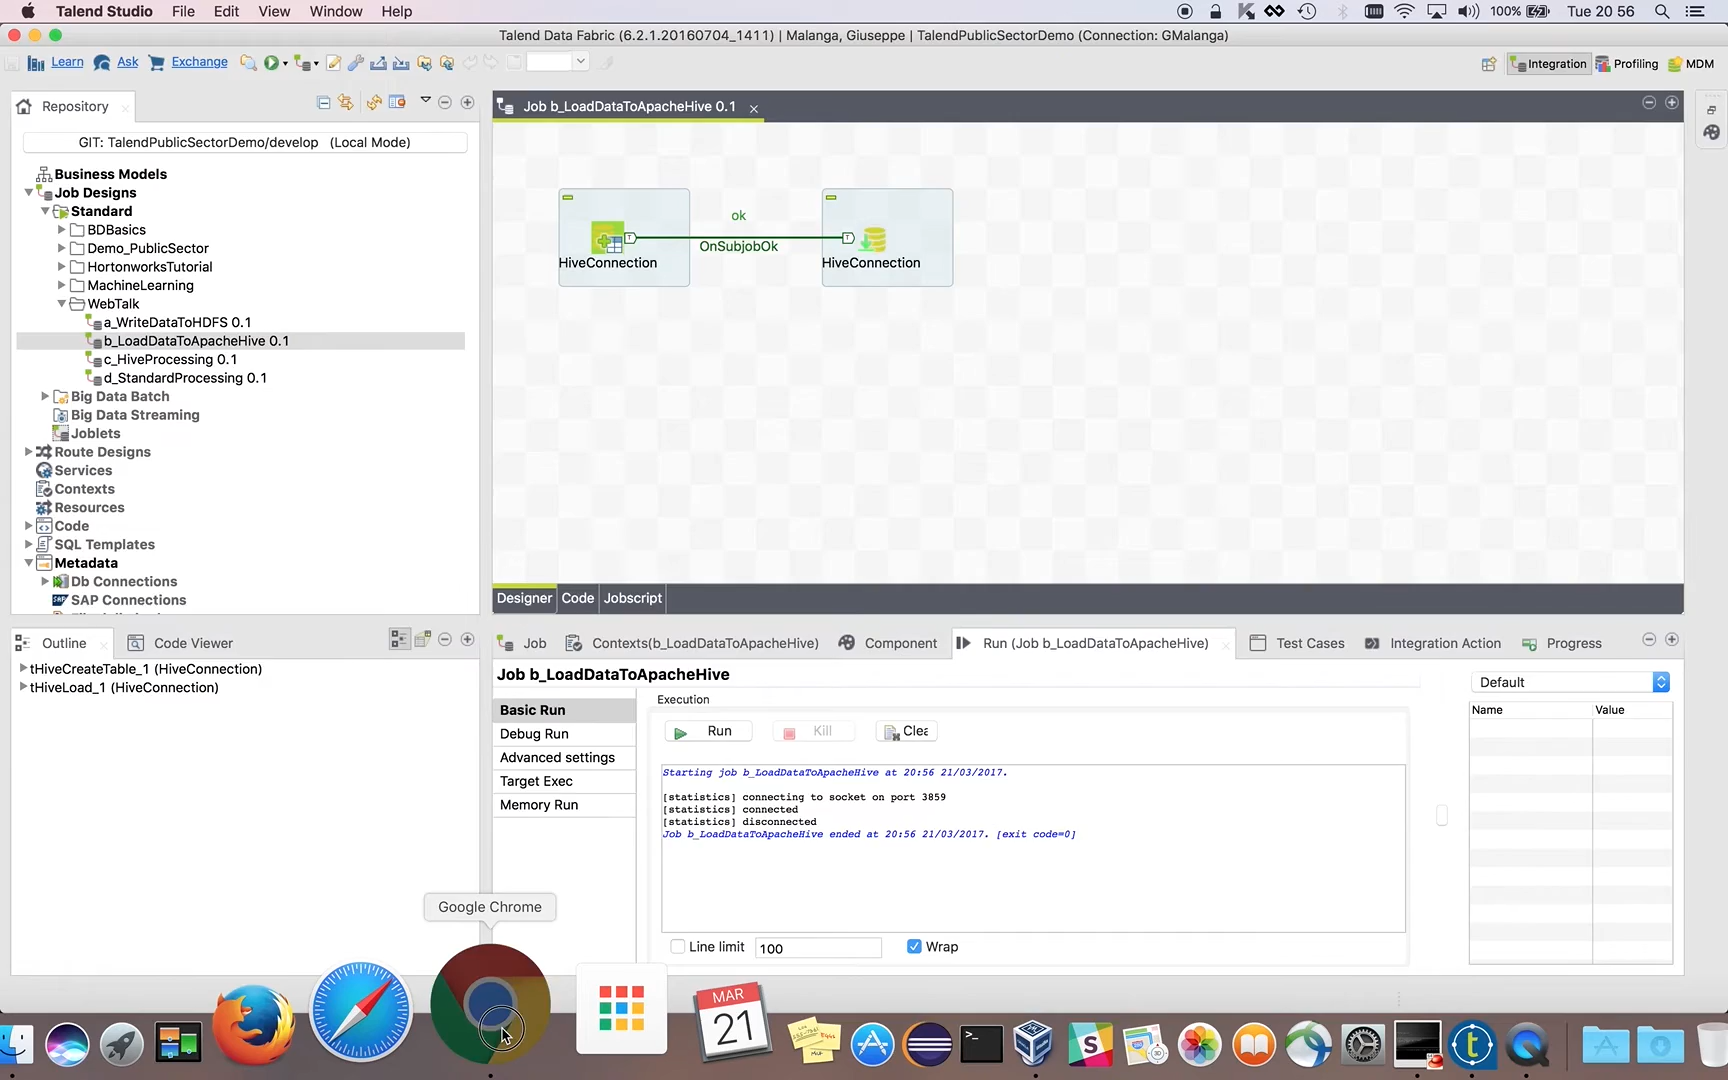 Talend Studio File Edit View Window Help 100% Tue 20 56
Talend Data Fabric (6.2.1.20160704_1411) | Malanga, Giuseppe | TalendPublicSectorDemo (Connection: GMalanga)
Learn Ask Exchange Integration Profiling MDM
Repository
GIT: TalendPublicSectorDemo/develop (Local Mode)
Business Models
Job Designs
Standard
BDBasics
Demo_PublicSector
HortonworksTutorial
MachineLearning
WebTalk
a_WriteDataToHDFS 0.1
b_LoadDataToApacheHive 0.1
c_HiveProcessing 0.1
d_StandardProcessing 0.1
Big Data Batch
Big Data Streaming
Joblets
Route Designs
Services
Contexts
Resources
Code
SQL Templates
Metadata
Db Connections
SAP Connections
Job b_LoadDataToApacheHive 0.1
ok
OnSubjobOk
HiveConnection HiveConnection
Designer Code Jobscript
Outline Code Viewer
tHiveCreateTable_1 (HiveConnection)
tHiveLoad_1 (HiveConnection)
Job Contexts(b_LoadDataToApacheHive) Component Run (Job b_LoadDataToApacheHive) Test Cases Integration Action Progress
Job b_LoadDataToApacheHive
Basic Run
Debug Run
Advanced settings
Target Exec
Memory Run
Execution
Run Kill Clea
Starting job b_LoadDataToApacheHive at 20:56 21/03/2017.
[statistics] connecting to socket on port 3859
[statistics] connected
[statistics] disconnected
Job b_LoadDataToApacheHive ended at 20:56 21/03/2017. [exit code=0]
Line limit 100 Wrap
Default
Name Value
Google Chrome
MAR
21